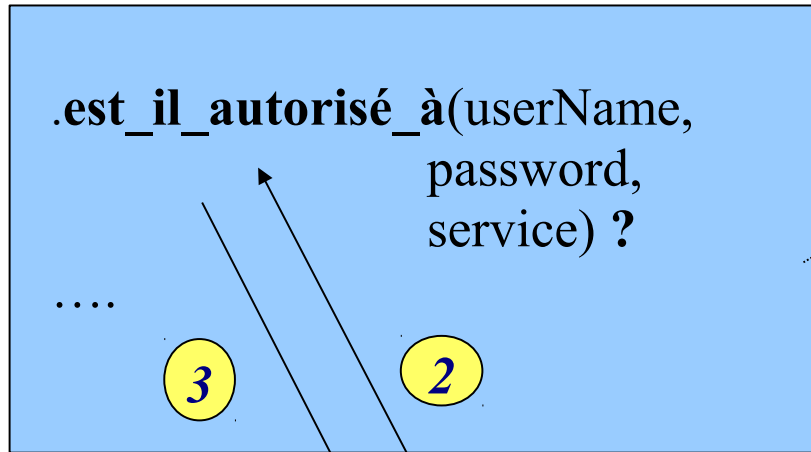 .est_il_autorisé_à(userName,
password,
service) ?
....
3 2